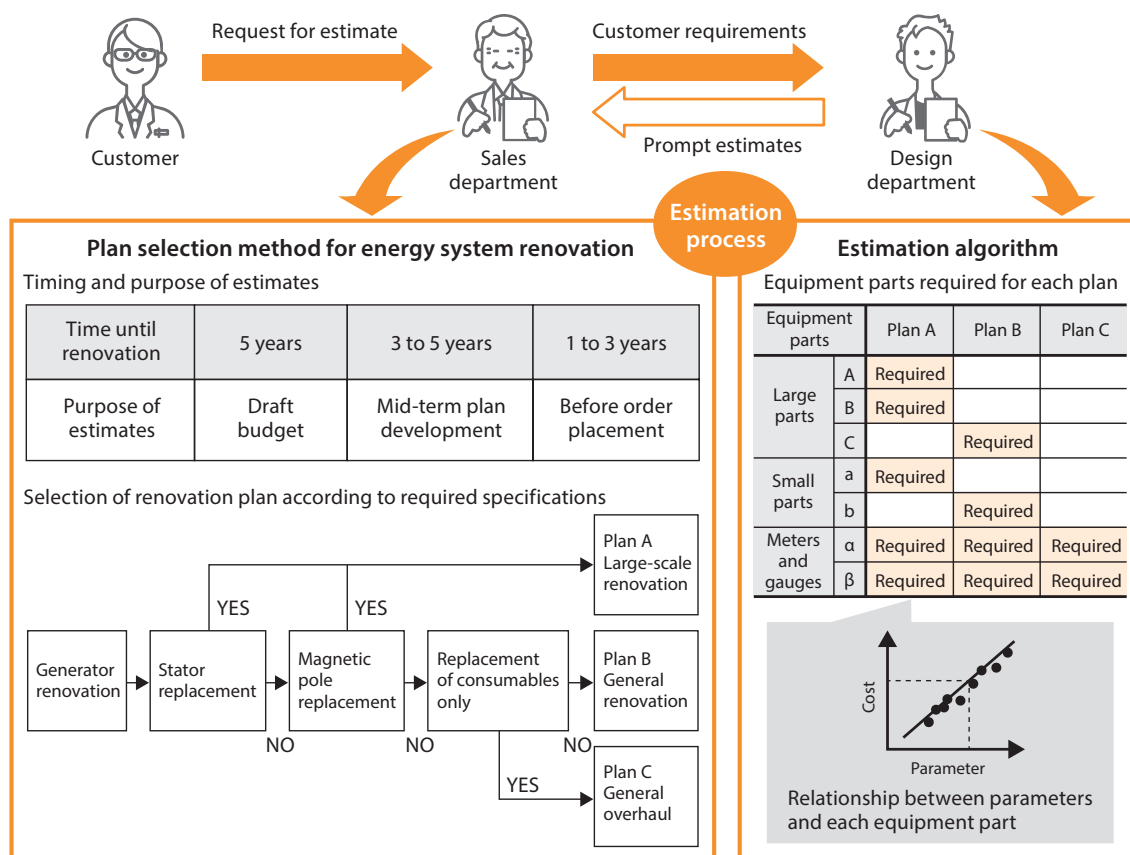 Request for estimate
Customer requirements
Prompt estimates
Customer
Sales
department
Design
department
Estimation
process
Plan selection method for energy system renovation
Timing and purpose of estimates
Time until
renovation
5 years
3 to 5 years
1 to 3 years
Purpose of
estimates
Draft
budget
Mid-term plan
development
Before order
placement
Selection of renovation plan according to required specifications
Plan A
Large-scale
renovation
YES
YES
Generator
renovation
Stator
replacement
Magnetic
pole
replacement
Replacement
of consumables
only
Plan B
General
renovation
NO
NO
NO
YES
Plan C
General
overhaul
Estimation algorithm
Equipment parts required for each plan
Equipment
parts
Plan A
Plan B
Plan C
Large
parts
A
Required
B
Required
C
Required
Small
parts
a
Required
b
Required
Meters
and
gauges
α
Required
Required
Required
β
Required
Required
Required
Cost
Parameter
Relationship between parameters
and each equipment part